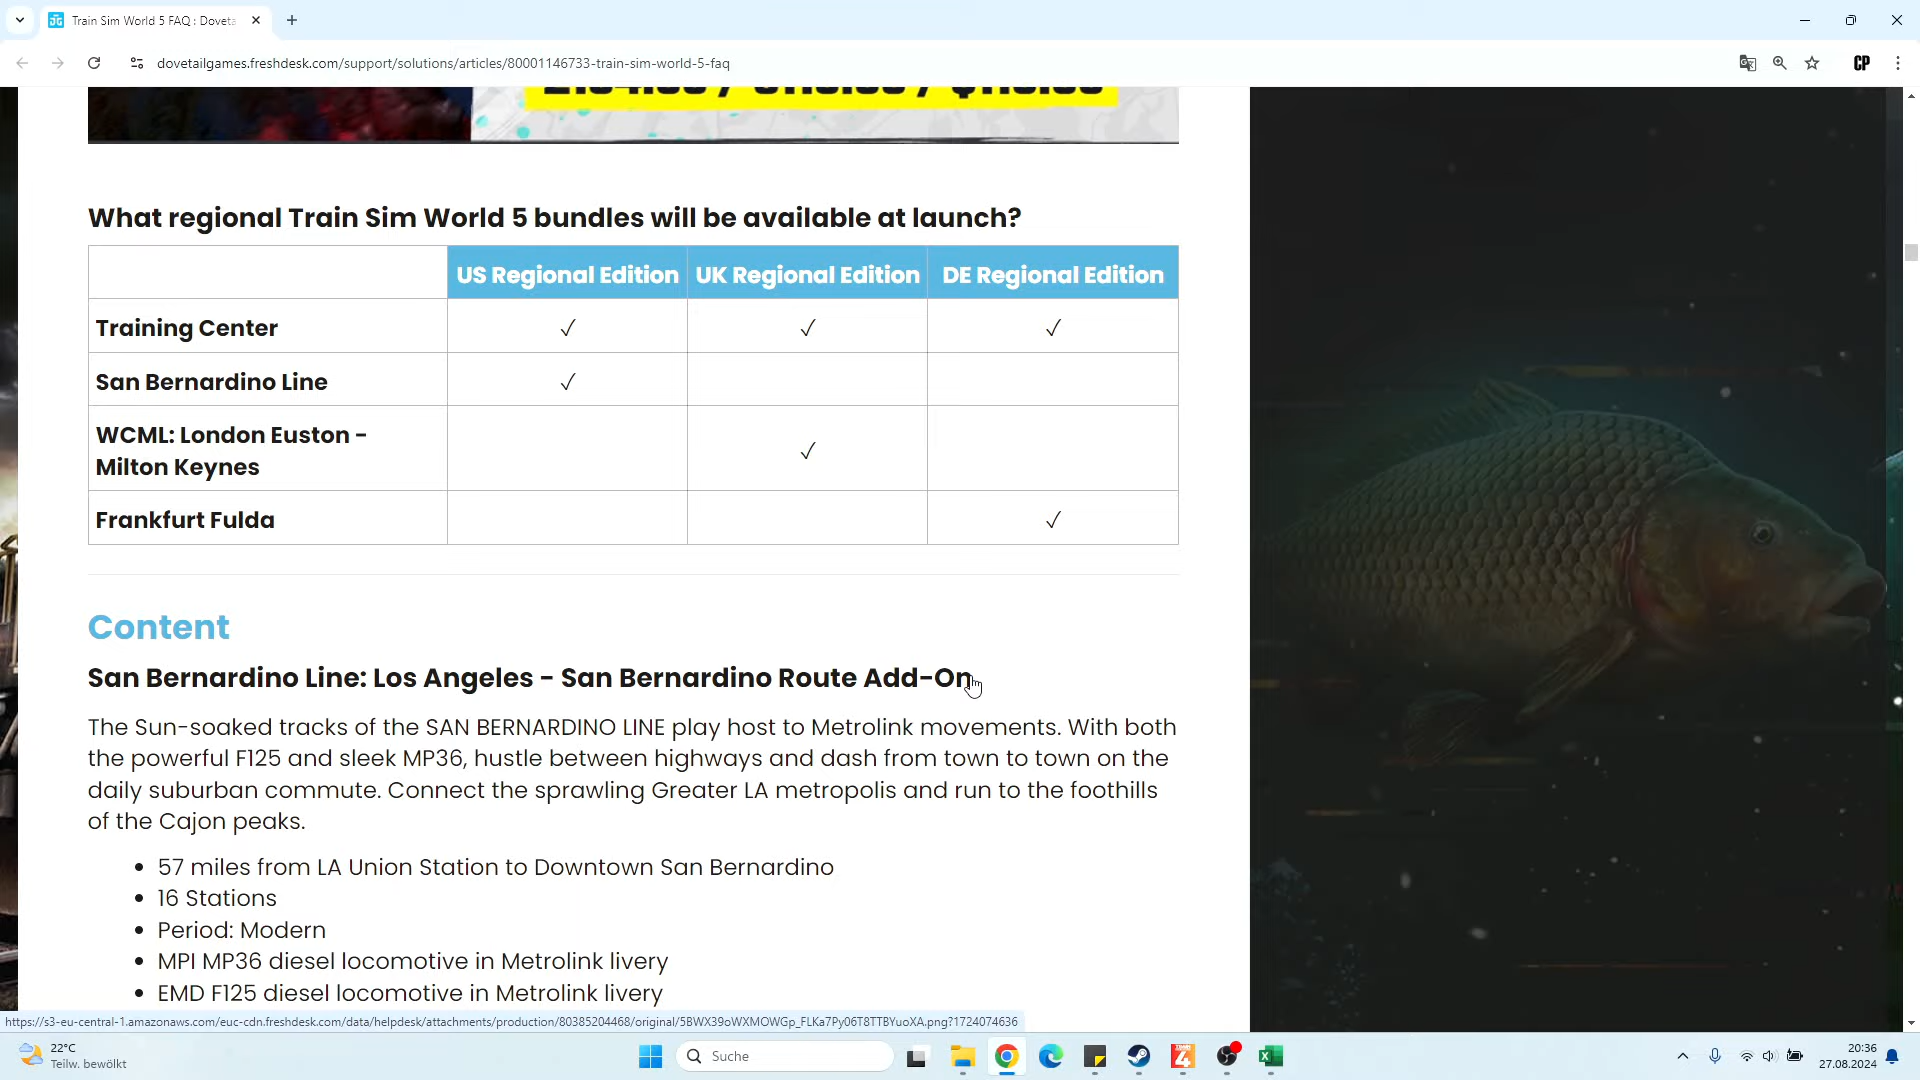 Train Sim World 5 FAQ : Doveta
dovetailgames.freshdesk.com/support/solutions/articles/80001146733-train-sim-world-5-faq
CP
What regional Train Sim World 5 bundles will be available at launch?
US Regional Edition UK Regional Edition DE Regional Edition
Training Center ✓ ✓ ✓
San Bernardino Line ✓
WCML: London Euston -
Milton Keynes ✓
Frankfurt Fulda ✓
Content
San Bernardino Line: Los Angeles - San Bernardino Route Add-On
The Sun-soaked tracks of the SAN BERNARDINO LINE play host to Metrolink movements. With both
the powerful F125 and sleek MP36, hustle between highways and dash from town to town on the
daily suburban commute. Connect the sprawling Greater LA metropolis and run to the foothills
of the Cajon peaks.
• 57 miles from LA Union Station to Downtown San Bernardino
• 16 Stations
• Period: Modern
• MPI MP36 diesel locomotive in Metrolink livery
• EMD F125 diesel locomotive in Metrolink livery
https://s3-eu-central-1.amazonaws.com/euc-cdn.freshdesk.com/data/helpdesk/attachments/production/80385204468/original/5BWX39oWXMOWGp_FLKa7Py06T8TTBYuoXA.png?1724074636
22°C
Teilw. bewölkt
Suche
20:36
27.08.2024